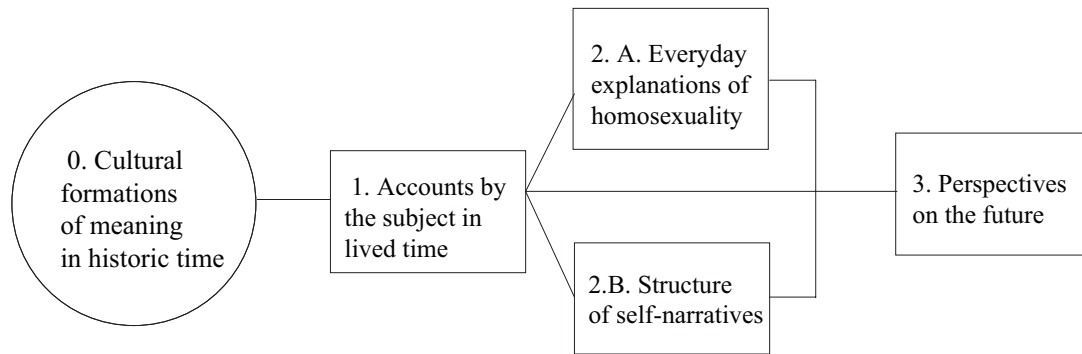 0. Cultural
formations
of meaning
in historic time
1. Accounts by
the subject in
lived time
2. A. Everyday
explanations of
homosexuality
2.B. Structure
of self-narratives
3. Perspectives
on the future